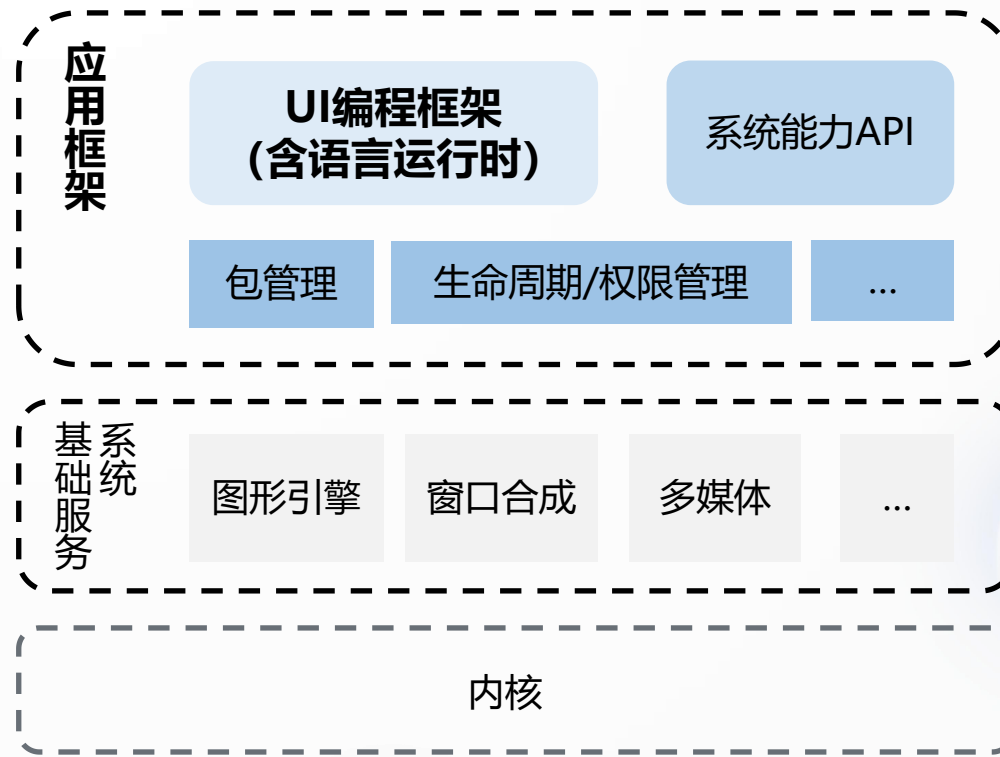 应用框架
UI编程框架
(含语言运行时)
系统能力API
包管理
生命周期/权限管理
…
系统
基础服务
图形引擎
窗口合成
多媒体
…
内核